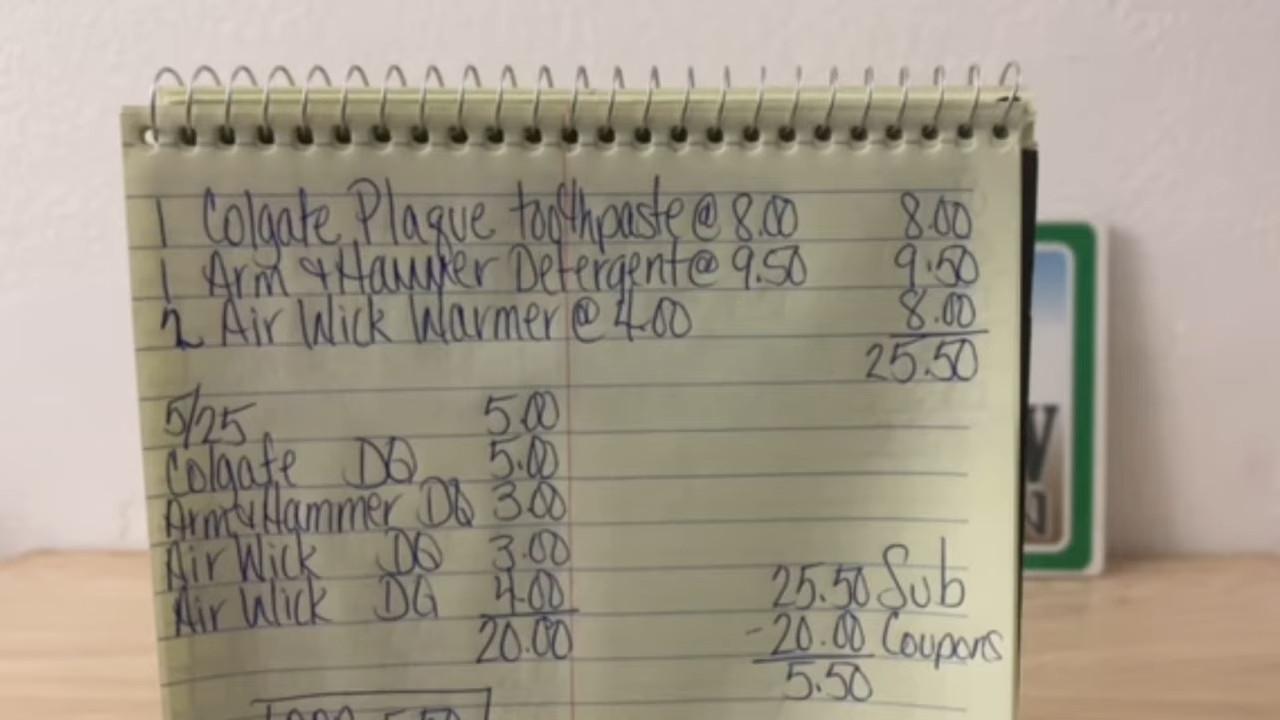 1 Colgate Plaque toothpaste @ 8.00 8.00
1 Arm & Hammer Detergent @ 9.50 9.50
2 Air Wick Warmer @ 4.00 8.00
25.50
5/25 5.00
Colgate DG 5.00
Arm & Hammer DG 3.00
Air Wick DG 3.00
Air Wick DG 4.00
20.00
25.50 Sub
-20.00 Coupons
5.50